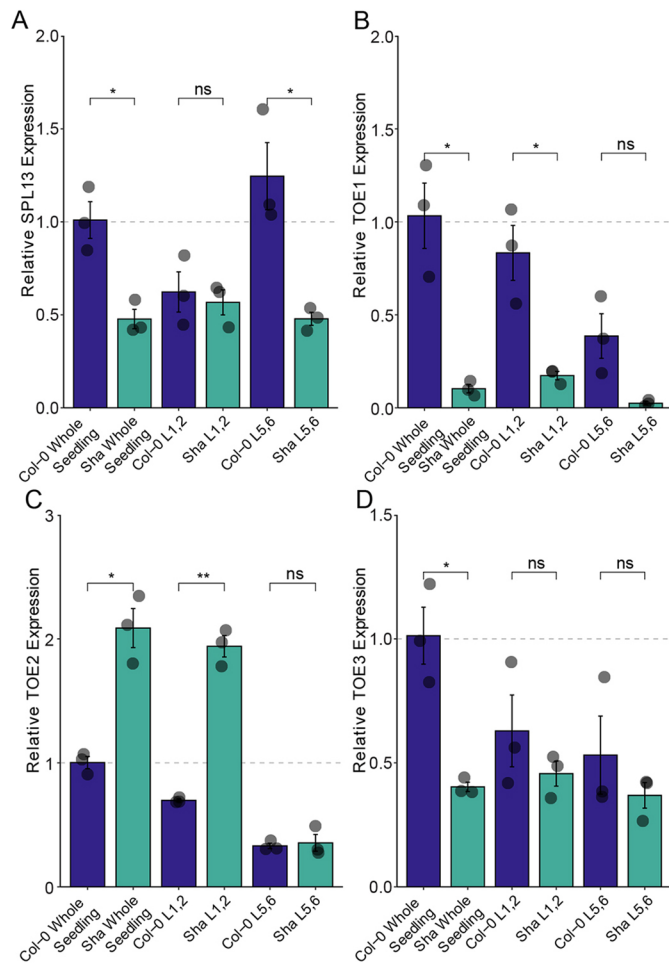 A
Relative SPL13 Expression
2.0
1.5
1.0
0.5
0.0
*
ns
*
Col-0 Whole
Seedling
Sha Whole
Seedling
Col-0 L1,2
Sha L1,2
Col-0 L5,6
Sha L5,6
B
Relative TOE1 Expression
2.0
1.5
1.0
0.5
0.0
*
*
ns
Col-0 Whole
Seedling
Sha Whole
Seedling
Col-0 L1,2
Sha L1,2
Col-0 L5,6
Sha L5,6
C
Relative TOE2 Expression
3
2
1
0
*
**
ns
Col-0 Whole
Seedling
Sha Whole
Seedling
Col-0 L1,2
Sha L1,2
Col-0 L5,6
Sha L5,6
D
Relative TOE3 Expression
1.5
1.0
0.5
0.0
*
ns
ns
Col-0 Whole
Seedling
Sha Whole
Seedling
Col-0 L1,2
Sha L1,2
Col-0 L5,6
Sha L5,6